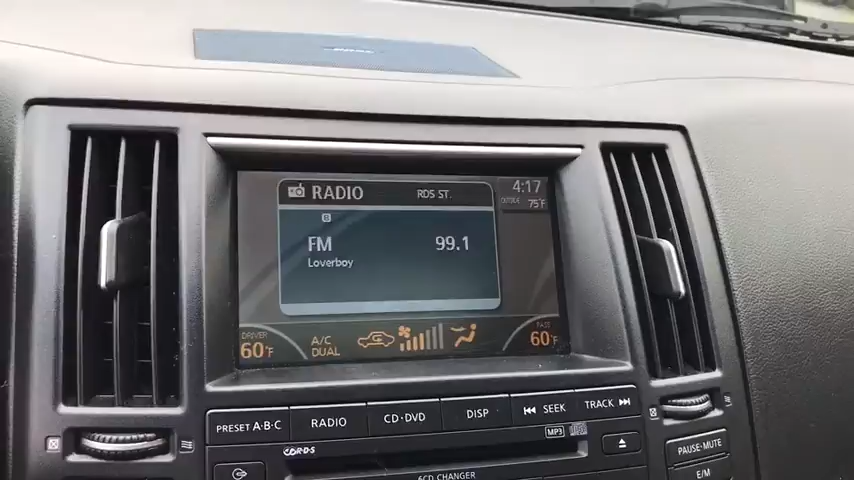 BOSE
RADIO RDS ST. 4:17
OUTSIDE 75°F
B
FM 99.1
Loverboy
DRIVER 60°F
A/C DUAL
PASS 60°F
PRESET A·B·C RADIO CD·DVD DISP SEEK TRACK
MP3
R·D·S
6CD CHANGER
PAUSE·MUTE
E/M